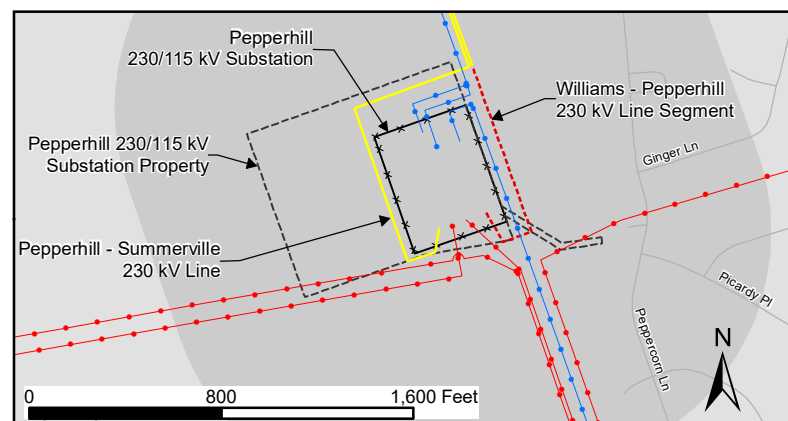 Pepperhill
230/115 kV Substation
Williams - Pepperhill
230 kV Line Segment
Pepperhill 230/115 kV
Substation Property
Ginger Ln
Pepperhill - Summerville
230 kV Line
Picardy Pl
Peppercorn Ln
N
0 800 1,600 Feet